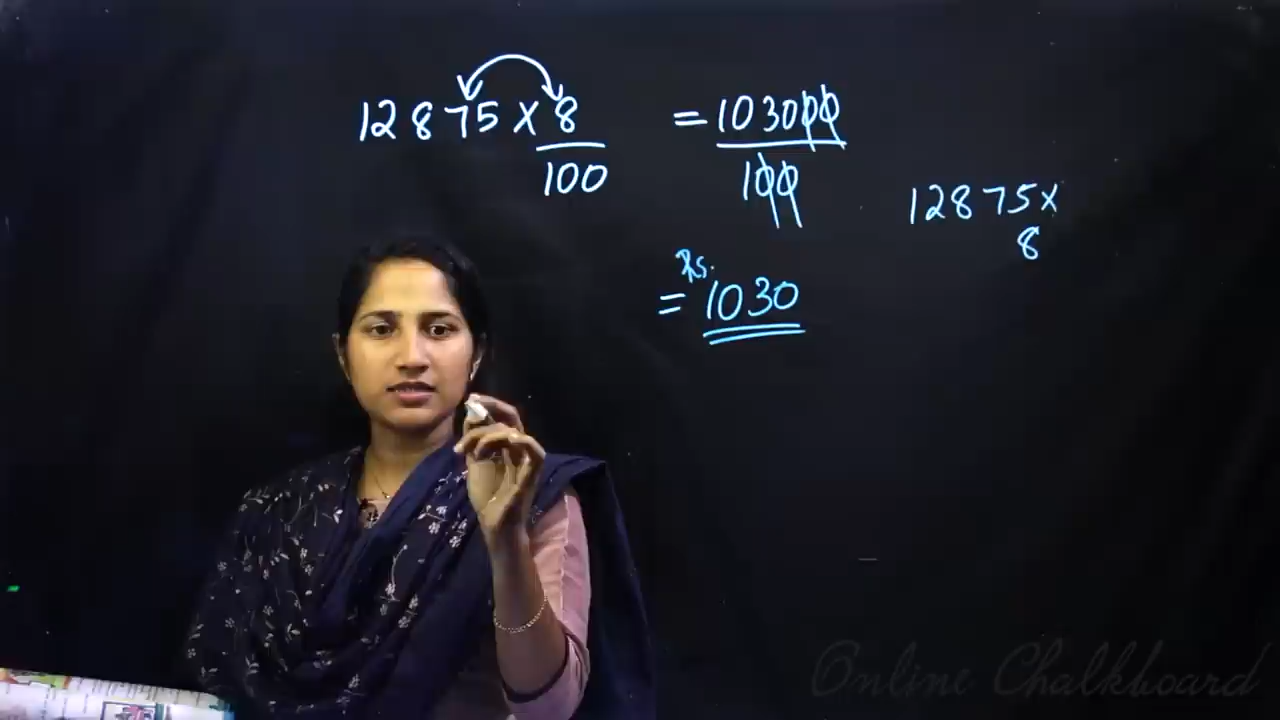 12875 × 8/100 = 103000/100
12875 ×
8
= Rs. 1030
Online Chalkboard